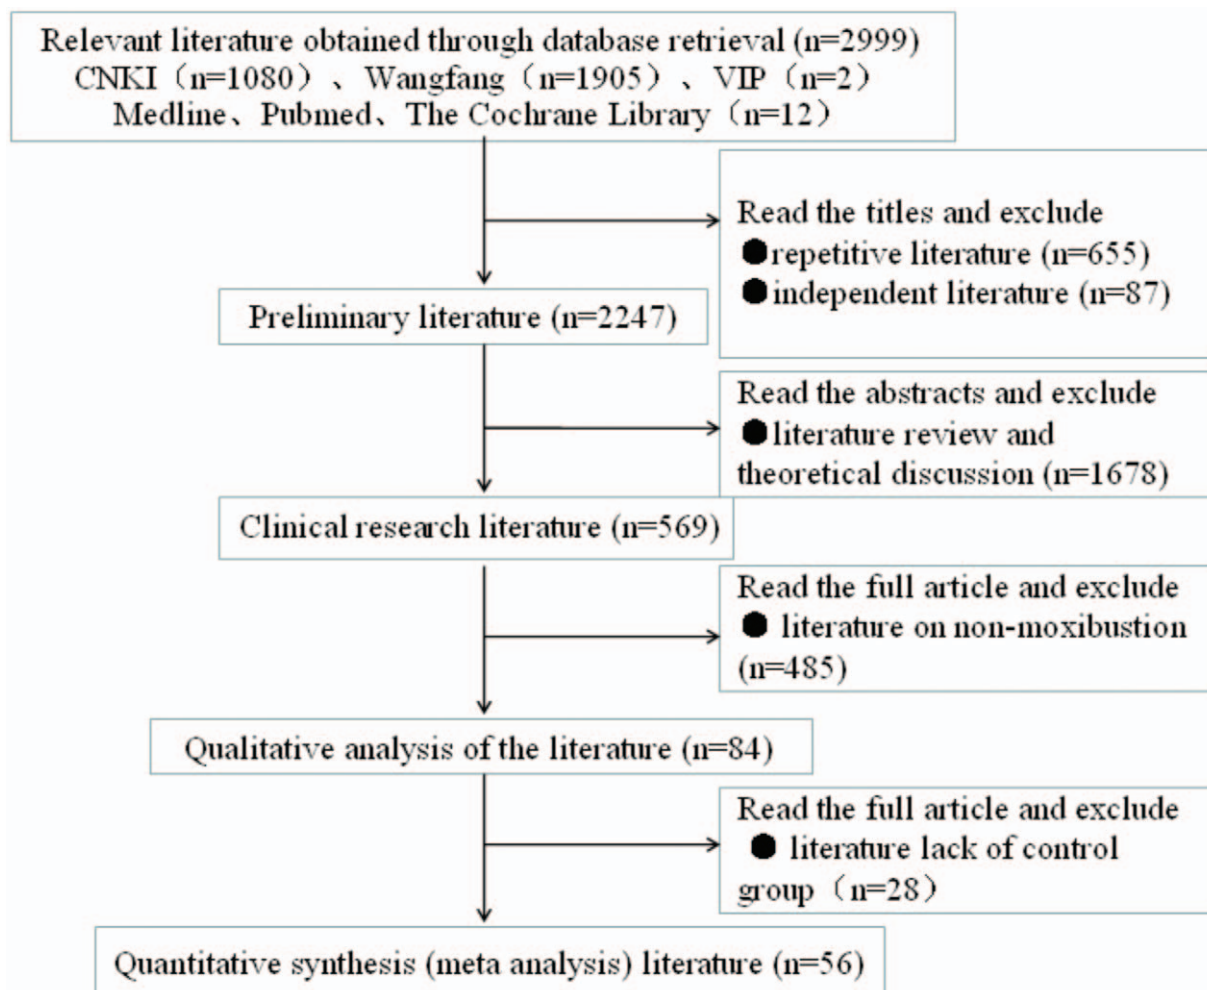 Relevant literature obtained through database retrieval (n=2999)
CNKI（n=1080）、Wangfang（n=1905）、VIP（n=2）
Medline、Pubmed、The Cochrane Library（n=12）
Read the titles and exclude
●repetitive literature (n=655)
●independent literature (n=87)
Preliminary literature (n=2247)
Read the abstracts and exclude
●literature review and
theoretical discussion (n=1678)
Clinical research literature (n=569)
Read the full article and exclude
● literature on non-moxibustion
(n=485)
Qualitative analysis of the literature (n=84)
Read the full article and exclude
● literature lack of control
group（n=28）
Quantitative synthesis (meta analysis) literature (n=56)